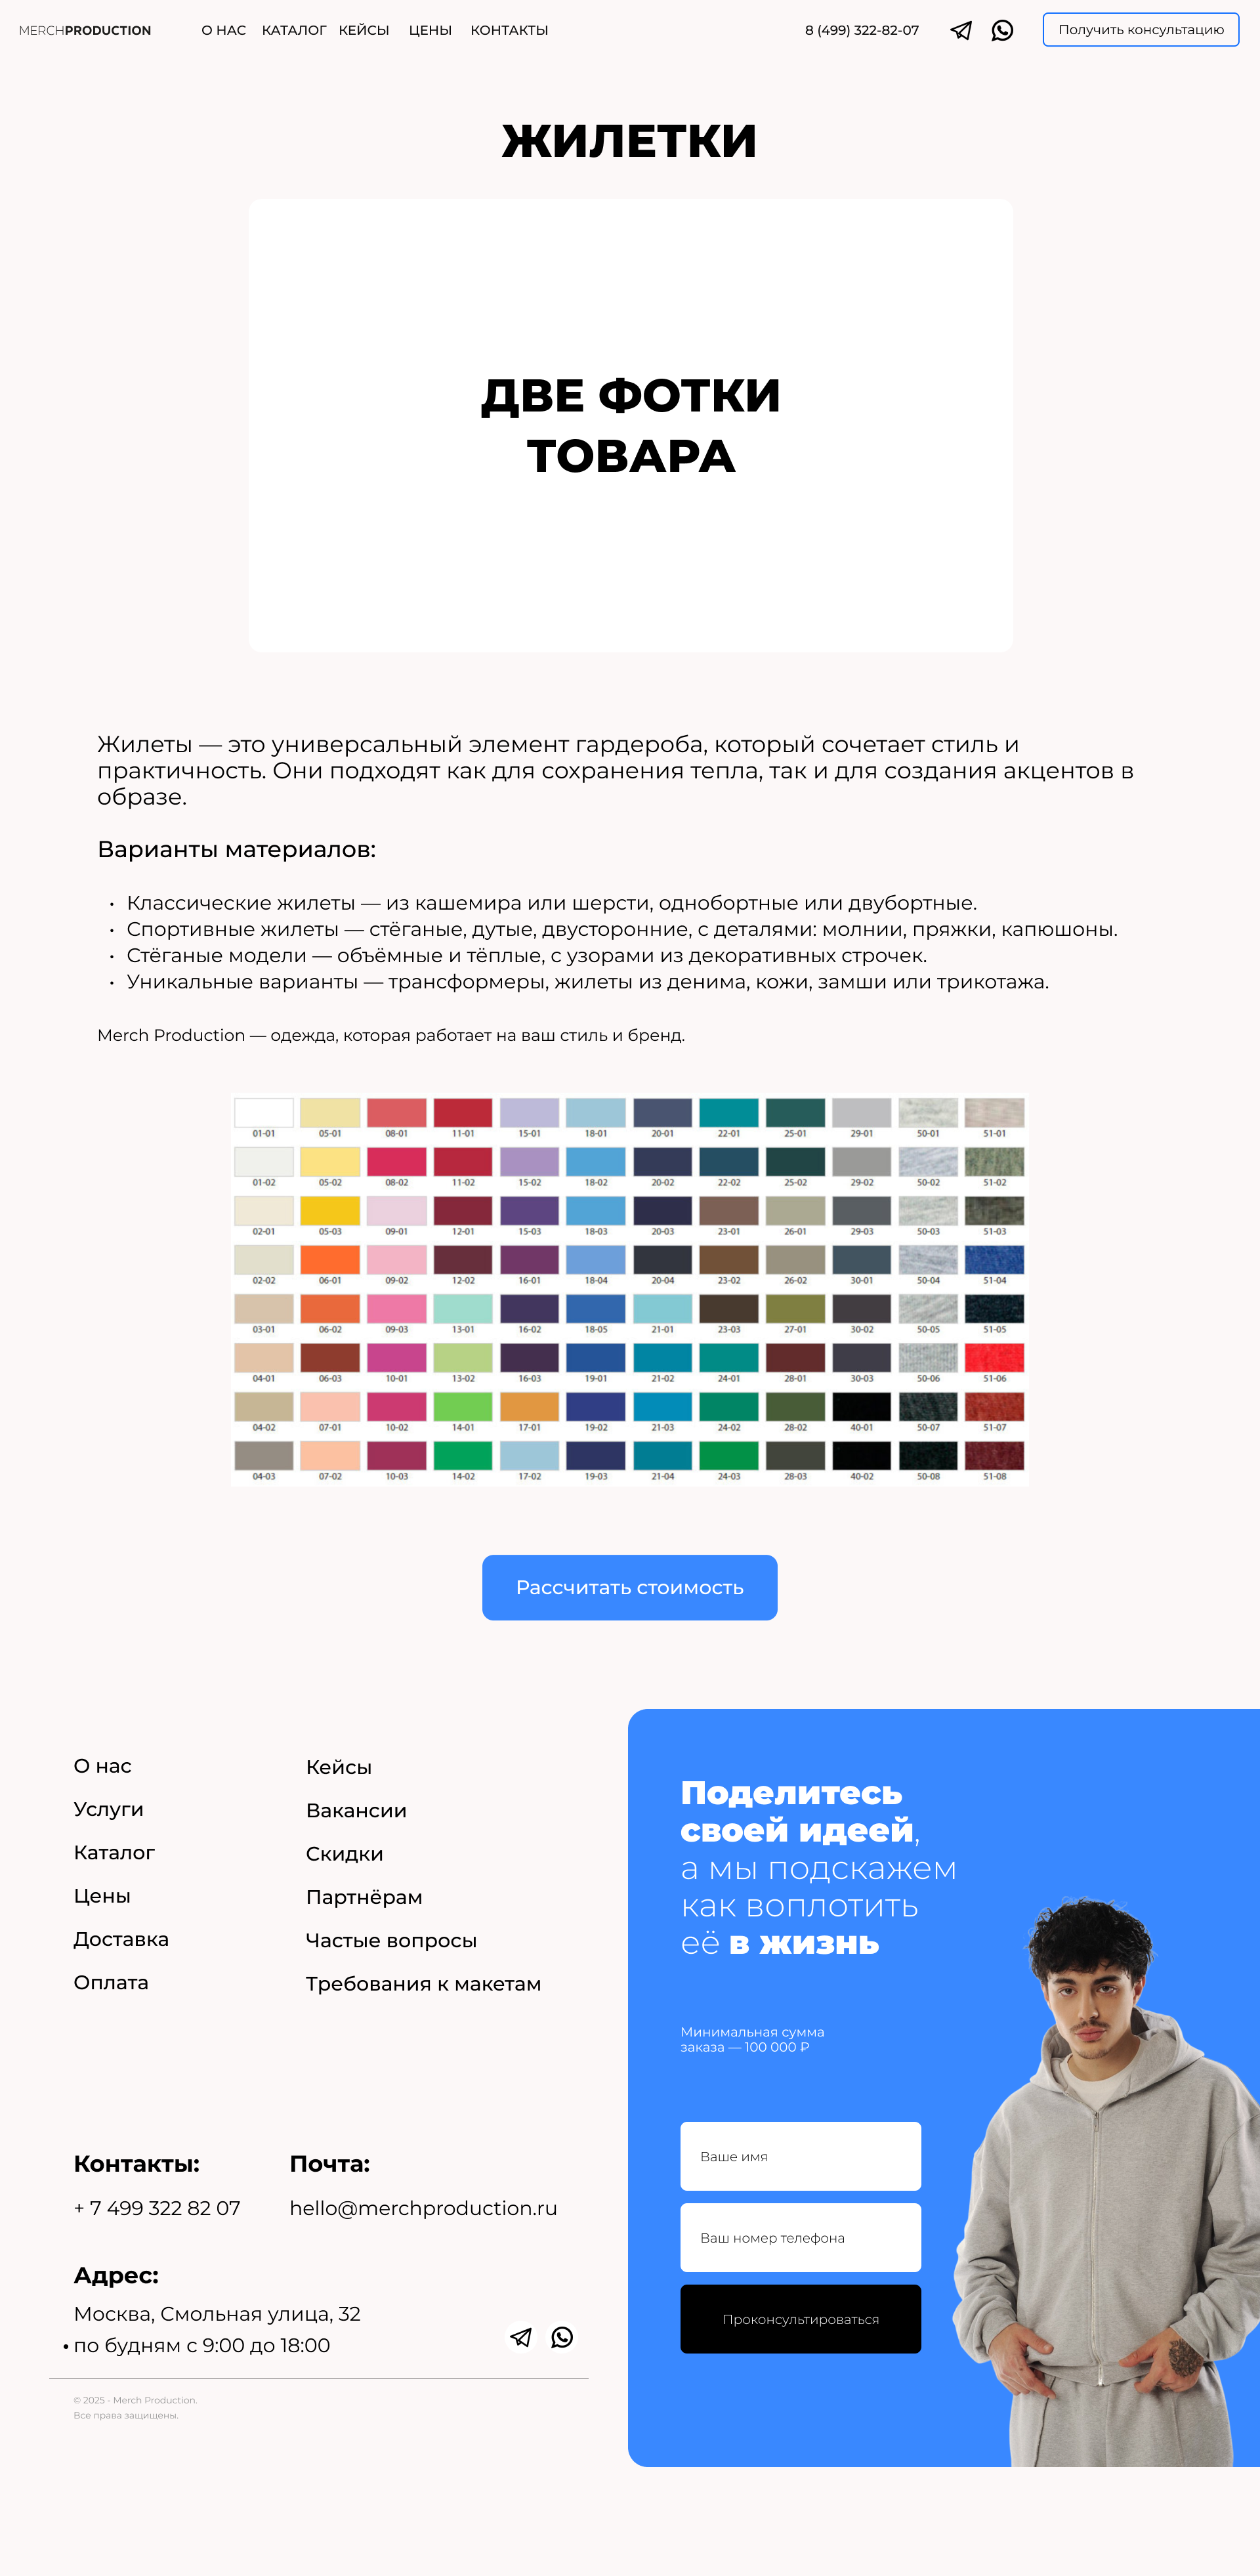 MERCHPRODUCTION О НАС КАТАЛОГ КЕЙСЫ ЦЕНЫ КОНТАКТЫ 8 (499) 322-82-07 Получить консультацию
ЖИЛЕТКИ
ДВЕ ФОТКИ
ТОВАРА
Жилеты — это универсальный элемент гардероба, который сочетает стиль и
практичность. Они подходят как для сохранения тепла, так и для создания акцентов в
образе.
Варианты материалов:
• Классические жилеты — из кашемира или шерсти, однобортные или двубортные.
• Спортивные жилеты — стёганые, дутые, двусторонние, с деталями: молнии, пряжки, капюшоны.
• Стёганые модели — объёмные и тёплые, с узорами из декоративных строчек.
• Уникальные варианты — трансформеры, жилеты из денима, кожи, замши или трикотажа.
Merch Production — одежда, которая работает на ваш стиль и бренд.
01-01 05-01 08-01 11-01 15-01 18-01 20-01 22-01 25-01 29-01 50-01 51-01
01-02 05-02 08-02 11-02 15-02 18-02 20-02 22-02 25-02 29-02 50-02 51-02
02-01 05-03 09-01 12-01 15-03 18-03 20-03 23-01 26-01 29-03 50-03 51-03
02-02 06-01 09-02 12-02 16-01 18-04 20-04 23-02 26-02 30-01 50-04 51-04
03-01 06-02 09-03 13-01 16-02 18-05 21-01 23-03 27-01 30-02 50-05 51-05
04-01 06-03 10-01 13-02 16-03 19-01 21-02 24-01 28-01 30-03 50-06 51-06
04-02 07-01 10-02 14-01 17-01 19-02 21-03 24-02 28-02 40-01 50-07 51-07
04-03 07-02 10-03 14-02 17-02 19-03 21-04 24-03 28-03 40-02 50-08 51-08
Рассчитать стоимость
О нас
Услуги
Каталог
Цены
Доставка
Оплата
Кейсы
Вакансии
Скидки
Партнёрам
Частые вопросы
Требования к макетам
Контакты:
+ 7 499 322 82 07
Почта:
hello@merchproduction.ru
Адрес:
Москва, Смольная улица, 32
• по будням с 9:00 до 18:00
© 2025 - Merch Production.
Все права защищены.
Поделитесь
своей идеей,
а мы подскажем
как воплотить
её в жизнь
Минимальная сумма
заказа — 100 000 ₽
Ваше имя
Ваш номер телефона
Проконсультироваться